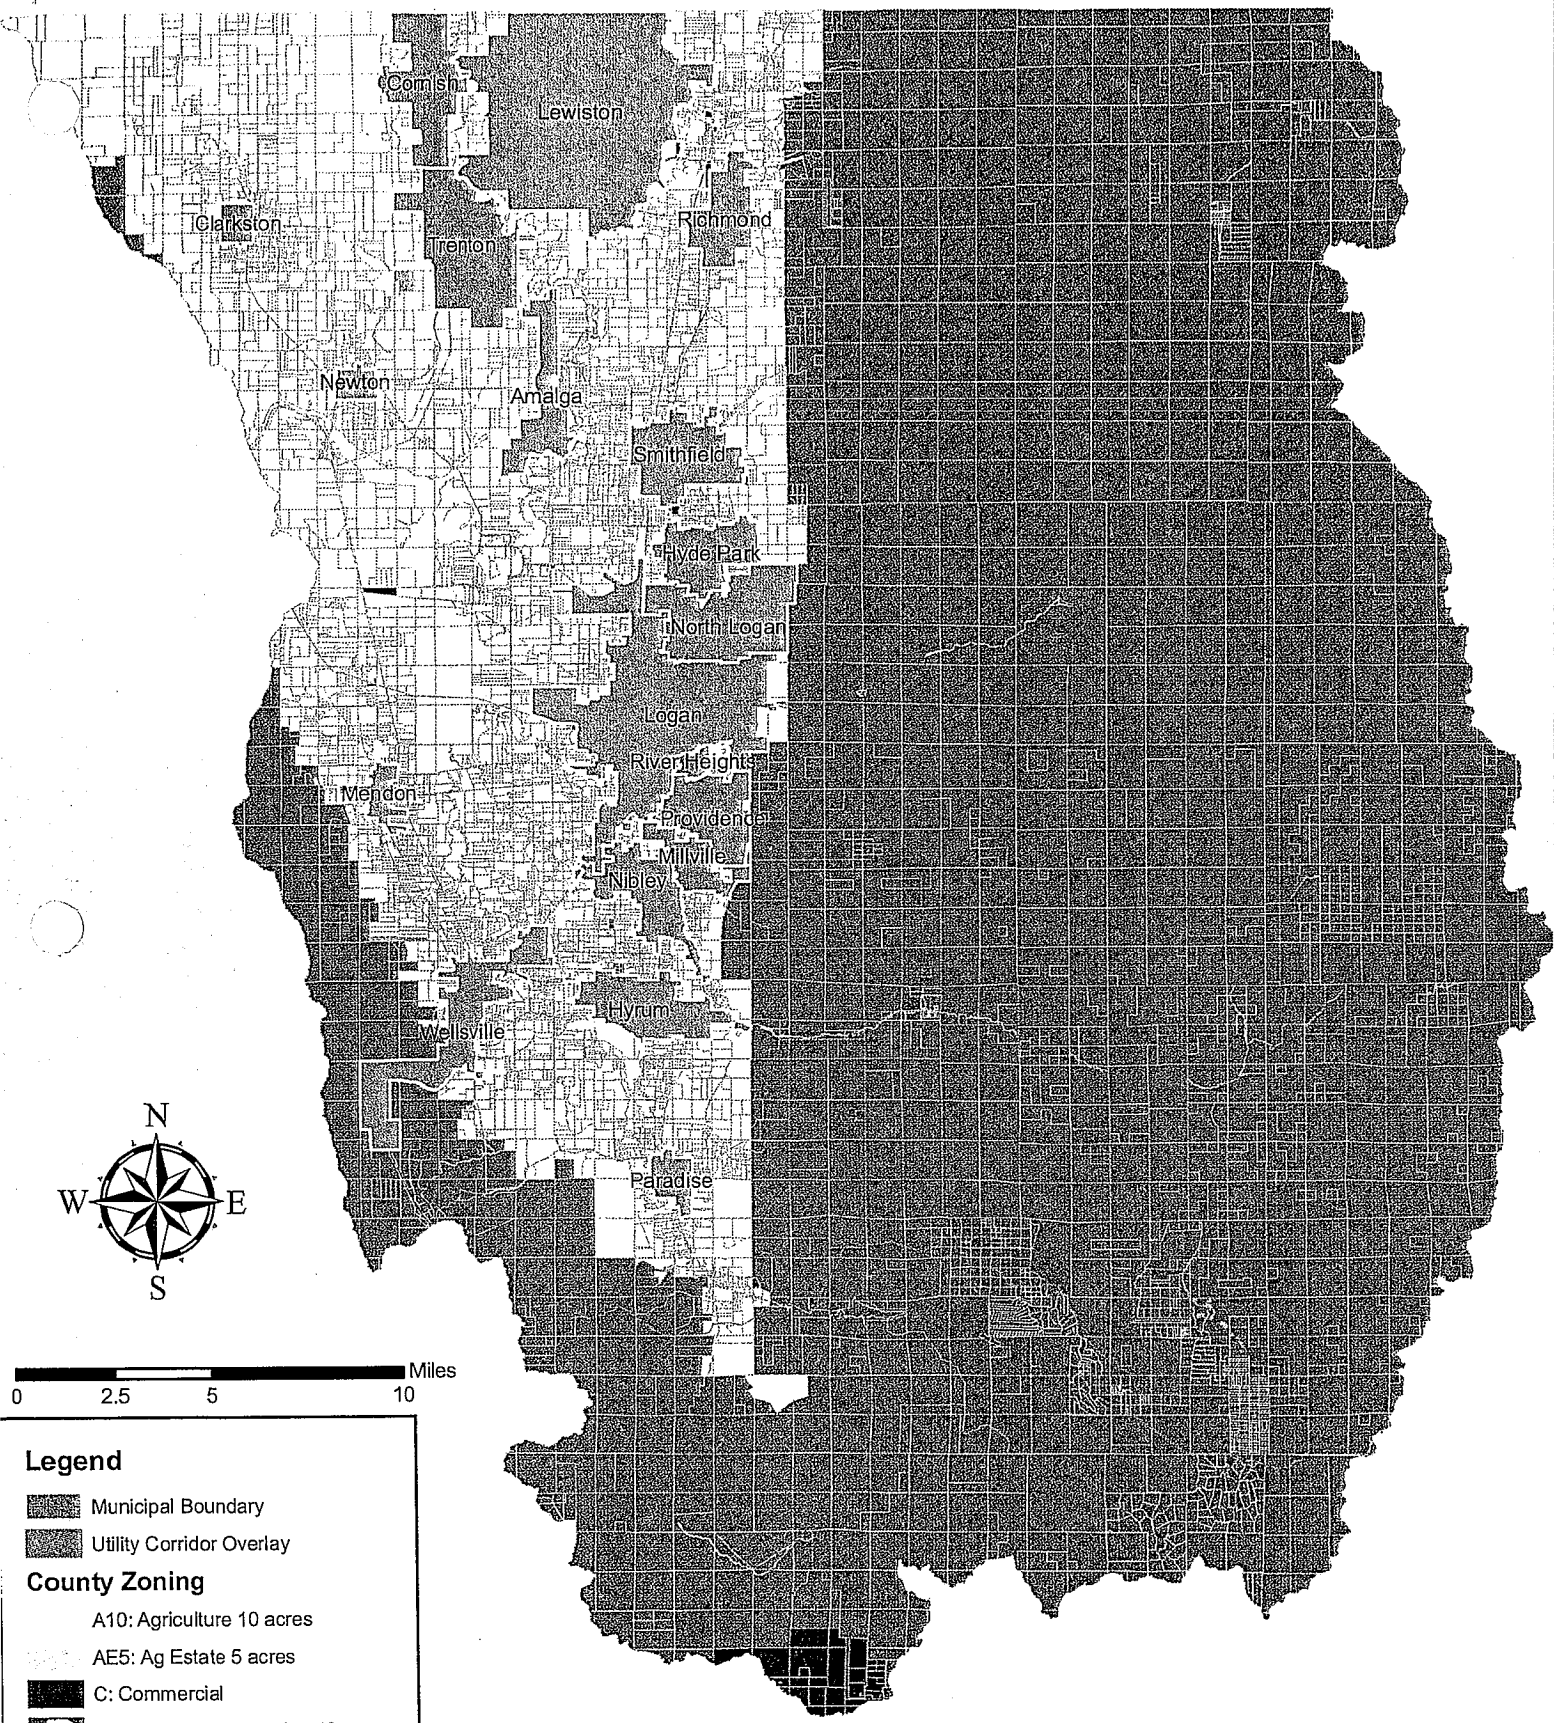 Cornish
Lewiston
Clarkston
Trenton
Richmond
Newton
Amalga
Smithfield
Hyde Park
North Logan
Logan
River Heights
Mendon
Providence
Millville
Nibley
Hyrum
Wellsville
Paradise
N
W E
S
Miles
0 2.5 5 10
Legend
Municipal Boundary
Utility Corridor Overlay
County Zoning
A10: Agriculture 10 acres
AE5: Ag Estate 5 acres
C: Commercial